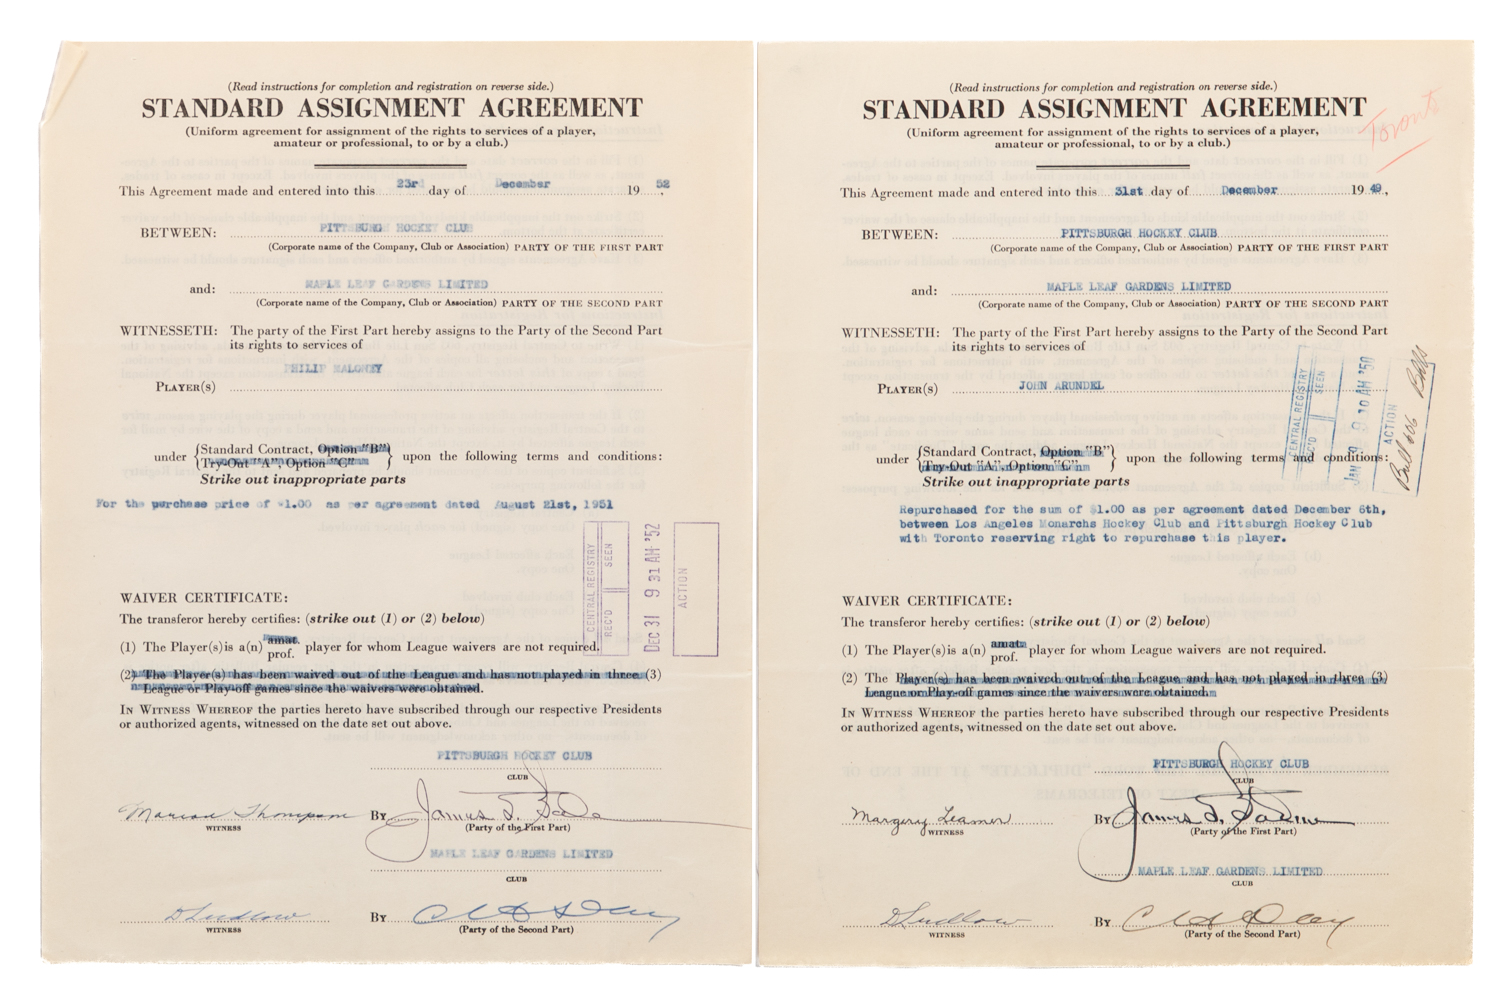 (Read instructions for completion and registration on reverse side.)
STANDARD ASSIGNMENT AGREEMENT
(Uniform agreement for assignment of the rights to services of a player,
amateur or professional, to or by a club.)
This Agreement made and entered into this 23rd day of December 19 52
BETWEEN: PITTSBURGH HOCKEY CLUB
(Corporate name of the Company, Club or Association) PARTY OF THE FIRST PART
and: MAPLE LEAF GARDENS LIMITED
(Corporate name of the Company, Club or Association) PARTY OF THE SECOND PART
WITNESSETH: The party of the First Part hereby assigns to the Party of the Second Part
its rights to services of
PHILIP MALONEY
PLAYER(S)
under {Standard Contract, Option "B"} upon the following terms and conditions:
{Try-Out "A", Option "C"}
Strike out inappropriate parts
For the purchase price of $1.00 as per agreement dated August 21st, 1951
CENTRAL REGISTRY
REC'D SEEN
DEC 31 9 31 AM '52
ACTION
WAIVER CERTIFICATE:
The transferor hereby certifies: (strike out (1) or (2) below)
(1) The Player(s) is a(n) amat. prof. player for whom League waivers are not required.
(2) The Player(s) has been waived out of the League and has not played in three (3)
League or Play-off games since the waivers were obtained.
IN WITNESS WHEREOF the parties hereto have subscribed through our respective Presidents
or authorized agents, witnessed on the date set out above.
PITTSBURGH HOCKEY CLUB
CLUB
Marion Thompson BY James
WITNESS (Party of the First Part)
MAPLE LEAF GARDENS LIMITED
CLUB
D Ludlow BY
WITNESS (Party of the Second Part)
(Read instructions for completion and registration on reverse side.)
STANDARD ASSIGNMENT AGREEMENT
Toronto
(Uniform agreement for assignment of the rights to services of a player,
amateur or professional, to or by a club.)
This Agreement made and entered into this 31st day of December 19 49,
BETWEEN: PITTSBURGH HOCKEY CLUB
(Corporate name of the Company, Club or Association) PARTY OF THE FIRST PART
and: MAPLE LEAF GARDENS LIMITED
(Corporate name of the Company, Club or Association) PARTY OF THE SECOND PART
WITNESSETH: The party of the First Part hereby assigns to the Party of the Second Part
its rights to services of
PLAYER(S) JOHN ARUNDEL
CENTRAL REGISTRY
REC'D SEEN
JAN 9 9 30 AM '50
ACTION
under {Standard Contract, Option "B"} upon the following terms and conditions:
{Try-Out "A", Option "C"}
Strike out inappropriate parts
Repurchased for the sum of $1.00 as per agreement dated December 6th,
between Los Angeles Monarchs Hockey Club and Pittsburgh Hockey Club
with Toronto reserving right to repurchase this player.
WAIVER CERTIFICATE:
The transferor hereby certifies: (strike out (1) or (2) below)
(1) The Player(s) is a(n) amat. prof. player for whom League waivers are not required.
(2) The Player(s) has been waived out of the League and has not played in three (3)
League or Play-off games since the waivers were obtained.
IN WITNESS WHEREOF the parties hereto have subscribed through our respective Presidents
or authorized agents, witnessed on the date set out above.
PITTSBURGH HOCKEY CLUB
CLUB
Margery Leamer BY James
WITNESS (Party of the First Part)
MAPLE LEAF GARDENS LIMITED
CLUB
D Ludlow BY
WITNESS (Party of the Second Part)